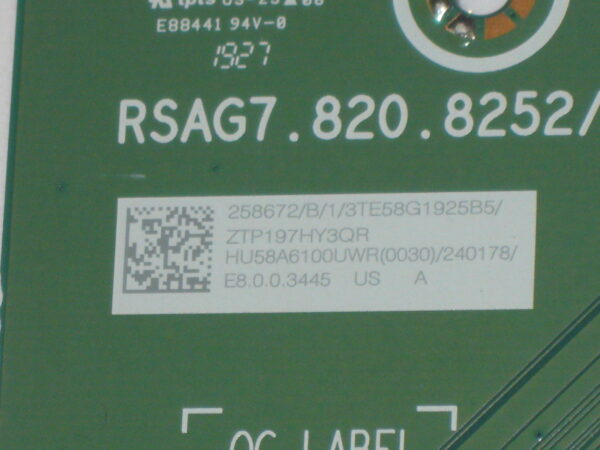 E88441 94V-0
1927
RSAG7.820.8252/
258672/B/1/3TE58G1925B5/
ZTP197HY3QR
HU58A6100UWR(0030)/240178/
E8.0.0.3445 US A
QC LABEL